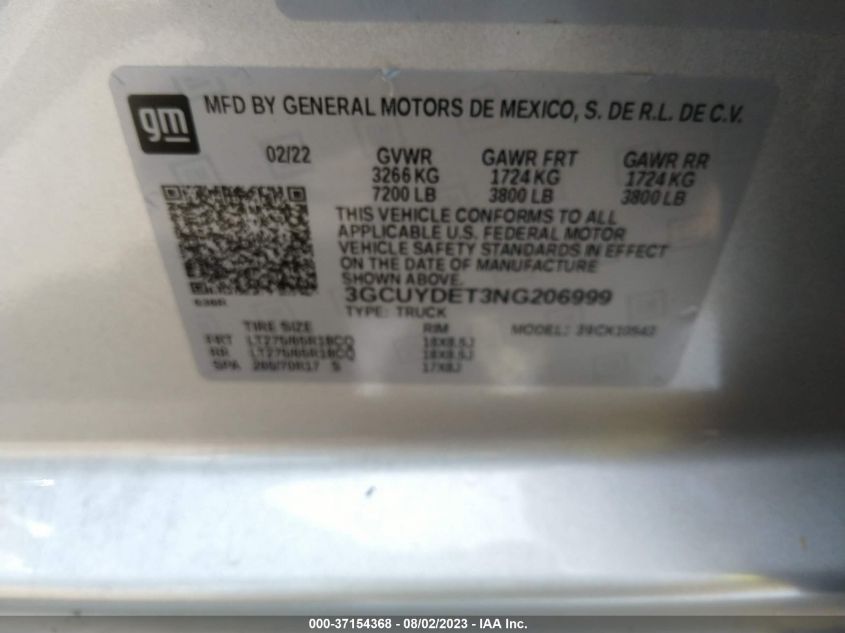 gm
MFD BY GENERAL MOTORS DE MEXICO, S. DE R.L. DE C.V.
02/22 GVWR GAWR FRT GAWR RR
3266 KG 1724 KG 1724 KG
7200 LB 3800 LB 3800 LB
THIS VEHICLE CONFORMS TO ALL
APPLICABLE U.S. FEDERAL MOTOR
VEHICLE SAFETY STANDARDS IN EFFECT
ON THE DATE OF MANUFACTURE
SHOWN ABOVE.
3GCUYDET3NG206999
TYPE: TRUCK
TIRE SIZE RIM MODEL:
FRT 18X8.5J
RR 18X8.5J
SPA 17X8J
000-37154368 - 08/02/2023 - IAA Inc.